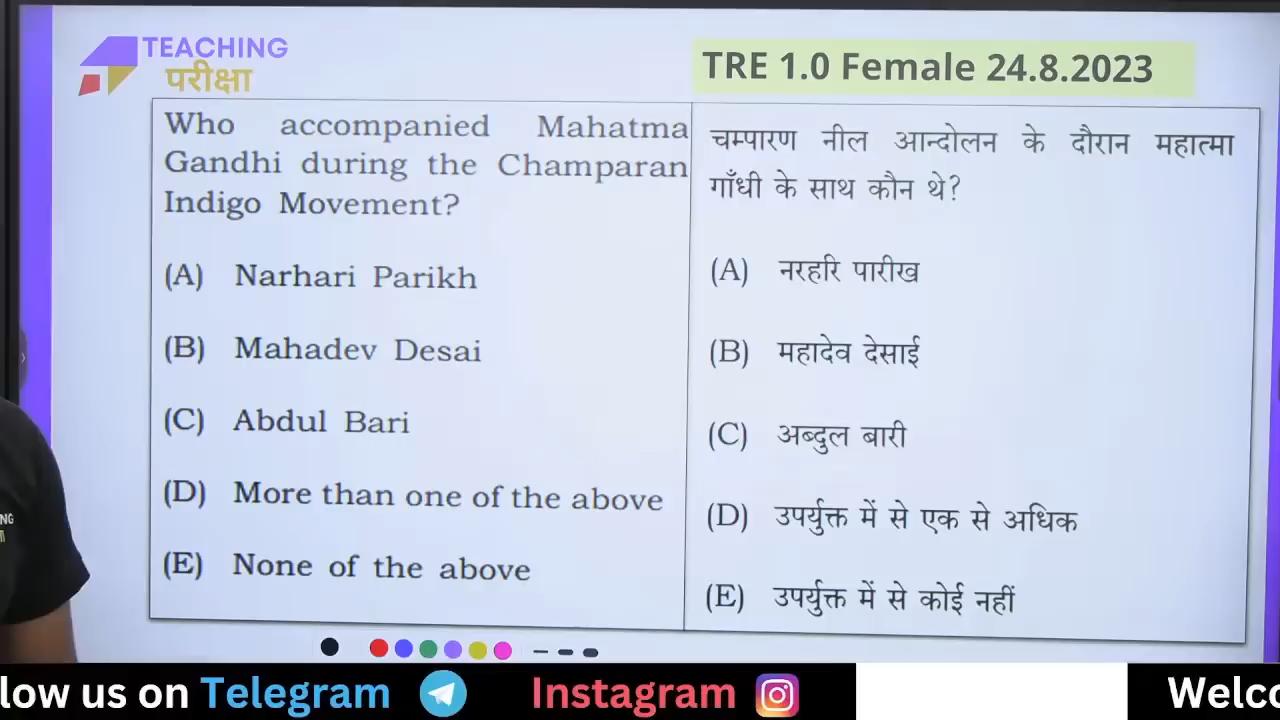 TEACHING
परीक्षा
TRE 1.0 Female 24.8.2023
Who accompanied Mahatma
Gandhi during the Champaran
Indigo Movement?
(A) Narhari Parikh
(B) Mahadev Desai
(C) Abdul Bari
(D) More than one of the above
(E) None of the above
चम्पारण नील आन्दोलन के दौरान महात्मा
गाँधी के साथ कौन थे?
(A) नरहरि पारीख
(B) महादेव देसाई
(C) अब्दुल बारी
(D) उपर्युक्त में से एक से अधिक
(E) उपर्युक्त में से कोई नहीं
NG
low us on Telegram Instagram Welco